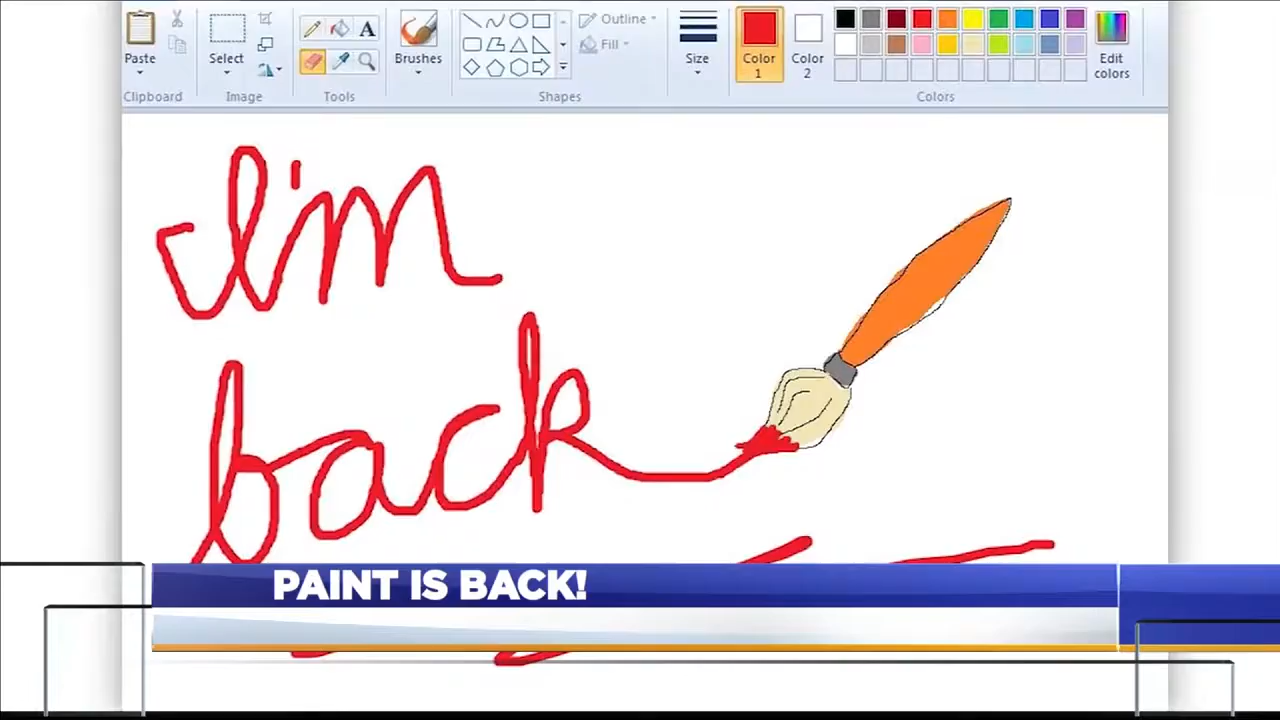 Paste
Select
Brushes
Outline
Fill
Size
Color 1
Color 2
Edit colors
Clipboard
Image
Tools
Shapes
Colors
A
I'm
back
PAINT IS BACK!